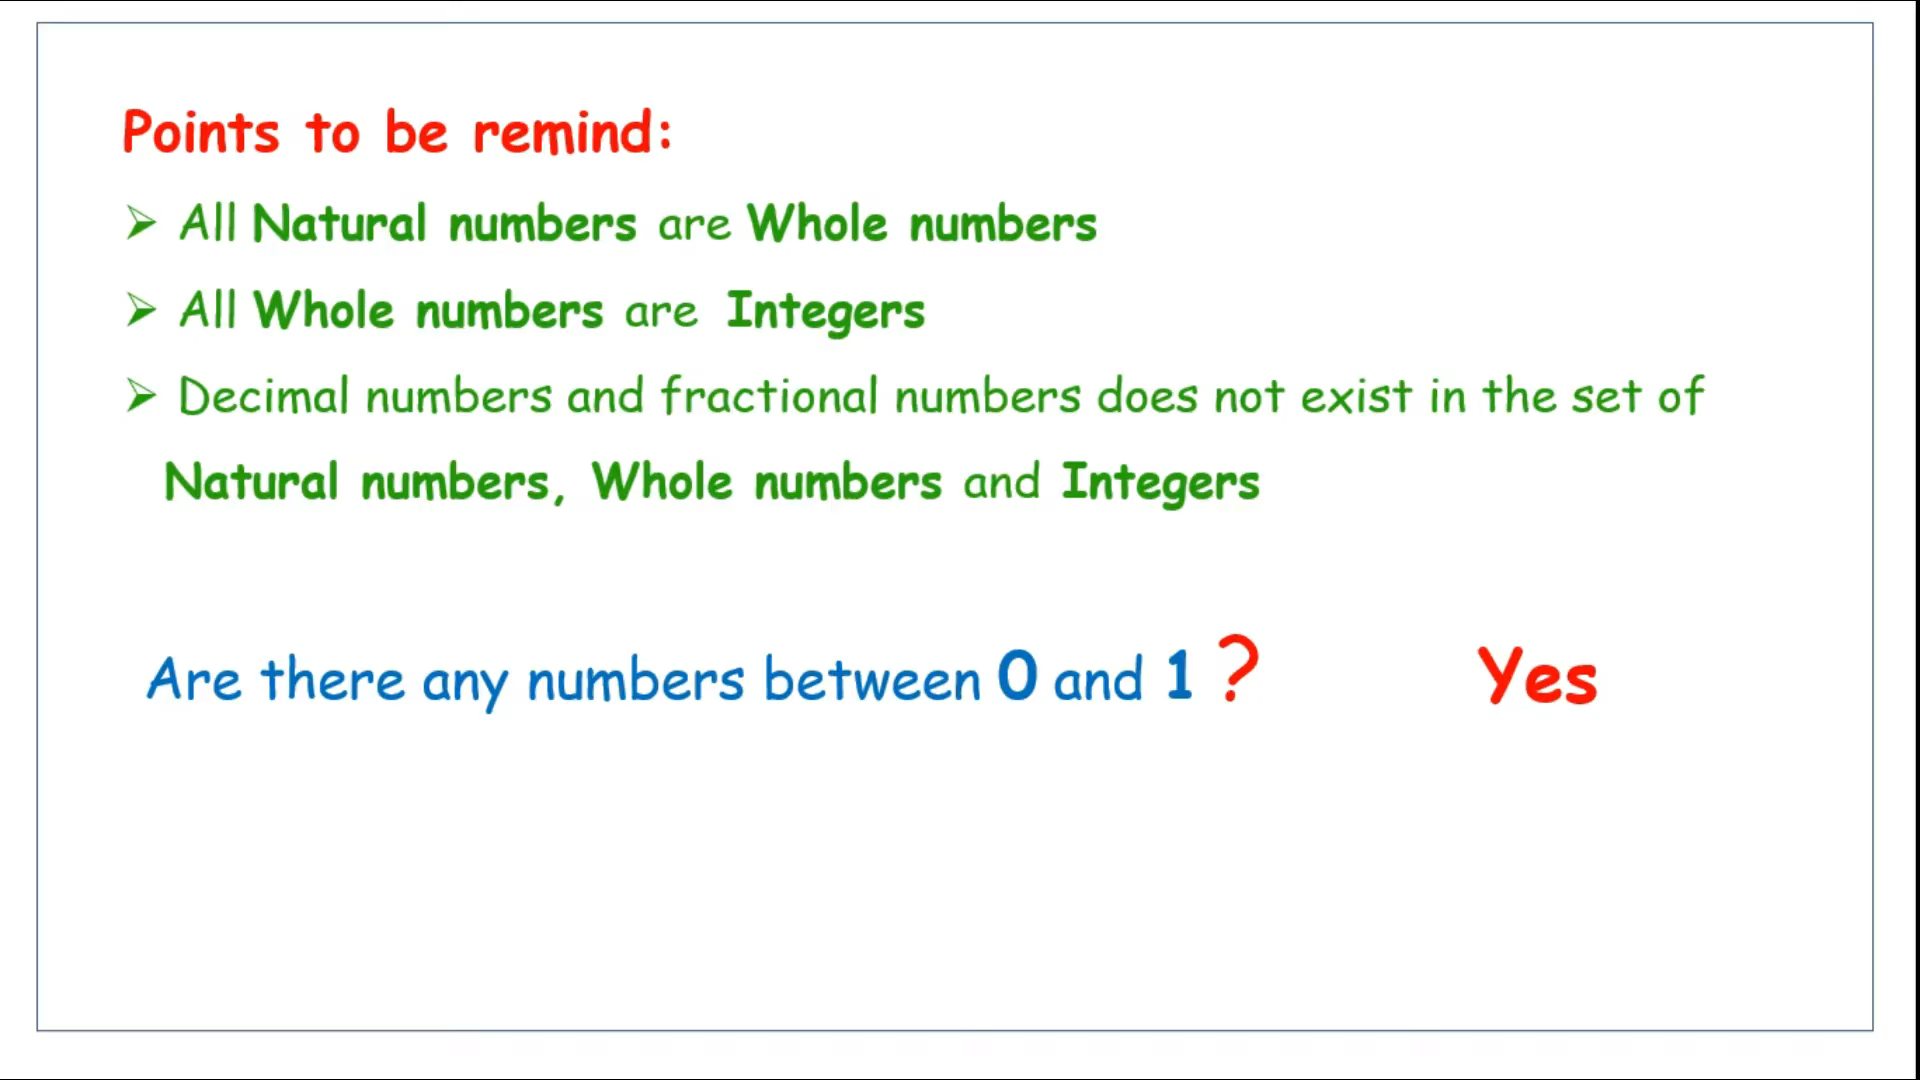 Points to be remind:
➢ All Natural numbers are Whole numbers
➢ All Whole numbers are Integers
➢ Decimal numbers and fractional numbers does not exist in the set of
Natural numbers, Whole numbers and Integers
Are there any numbers between 0 and 1 ? Yes